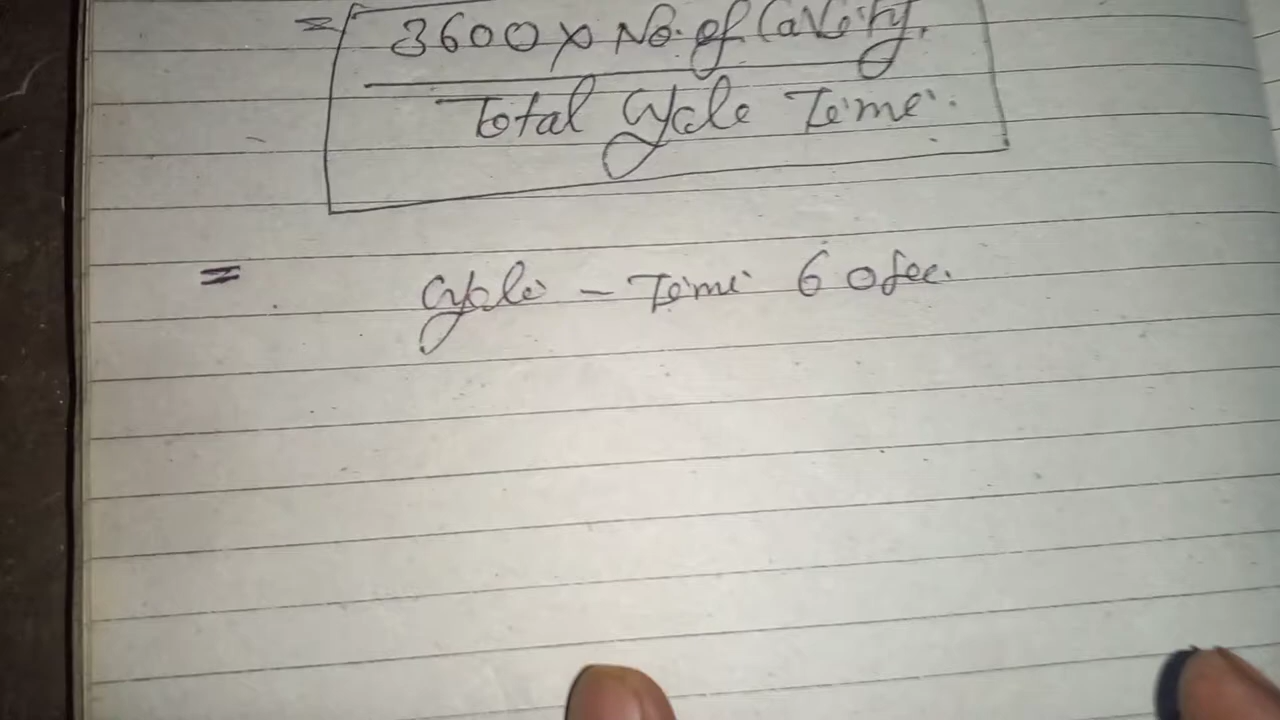 = 3600 x No. of Cavity.
Total Cycle Time.
= Cycle - Time 60 sec.